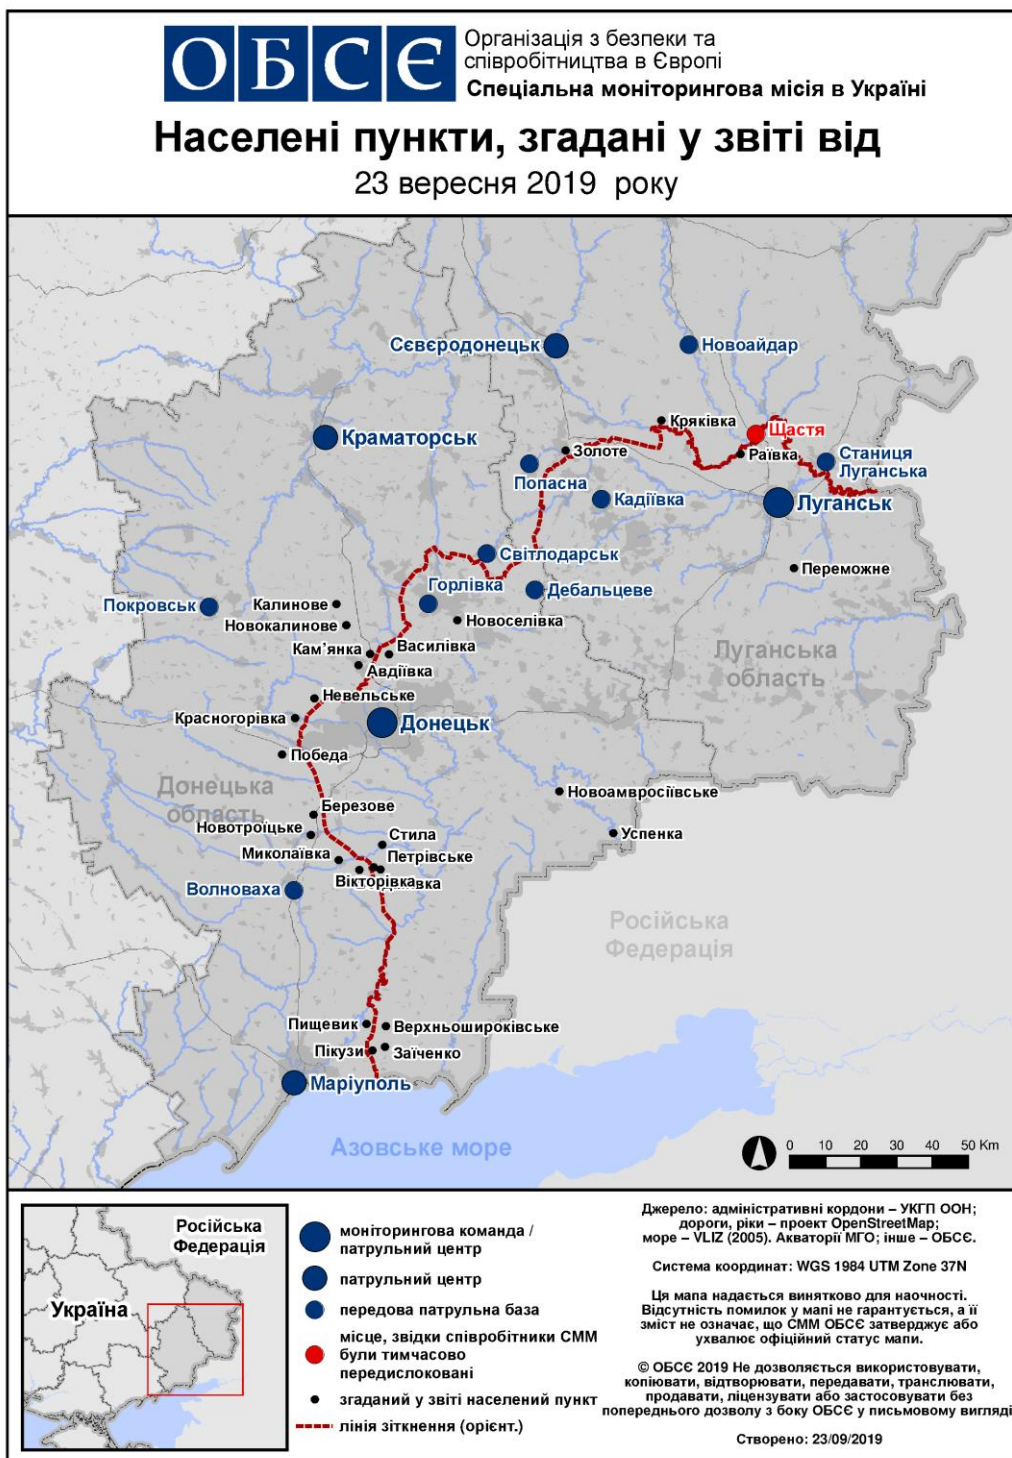 ОБСЄ
Організація з безпеки та
співробітництва в Європі
Спеціальна моніторингова місія в Україні
Населені пункти, згадані у звіті від
23 вересня 2019 року
Сєвєродонецьк
Новоайдар
Кряківка
Щастя
Краматорськ
Золоте
Раївка
Станиця
Луганська
Попасна
Кадіївка
Луганськ
Світлодарськ
Переможне
Горлівка
Дебальцеве
Покровськ
Калинове
Новокалинове
Новоселівка
Кам'янка
Василівка
Авдіївка
Луганська
область
Невельське
Красногорівка
Донецьк
Победа
Донецька
область
Новоамвросіївське
Березове
Новотроїцьке
Стила
Успенка
Миколаївка
Петрівське
Вікторівка
Волноваха
Російська
Федерація
Пищевик
Верхньошироківське
Пікузи
Заїченко
Маріуполь
Азовське море
0 10 20 30 40 50 Km
Російська
Федерація
Україна
моніторингова команда /
патрульний центр
патрульний центр
передова патрульна база
місце, звідки співробітники СММ
були тимчасово
передислоковані
згаданий у звіті населений пункт
лінія зіткнення (орієнт.)
Джерело: адміністративні кордони – УКГП ООН;
дороги, ріки – проект OpenStreetMap;
море – VLIZ (2005). Акваторії МГО; інше – ОБСЄ.
Система координат: WGS 1984 UTM Zone 37N
Ця мапа надається винятково для наочності.
Відсутність помилок у мапі не гарантується, а її
зміст не означає, що СММ ОБСЄ затверджує або
ухвалює офіційний статус мапи.
© ОБСЄ 2019 Не дозволяється використовувати,
копіювати, відтворювати, передавати, транслювати,
продавати, ліцензувати або застосовувати без
попереднього дозволу з боку ОБСЄ у письмовому вигляді
Створено: 23/09/2019